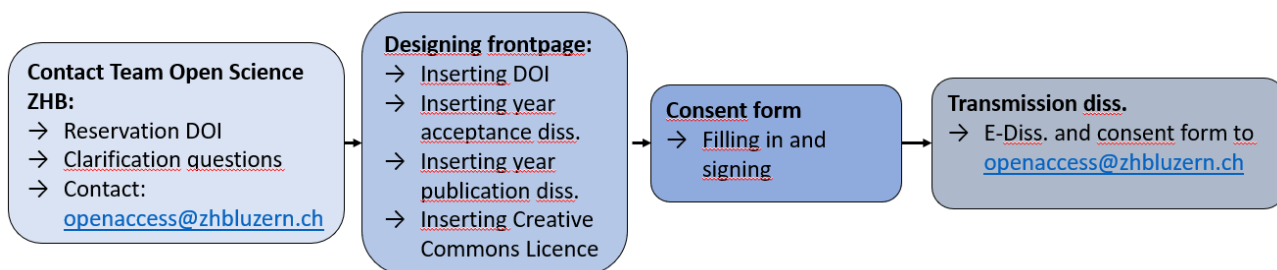 Contact Team Open Science
ZHB:
→ Reservation DOI
→ Clarification questions
→ Contact:
openaccess@zhbluzern.ch
Designing frontpage:
→ Inserting DOI
→ Inserting year
acceptance diss.
→ Inserting year
publication diss.
→ Inserting Creative
Commons Licence
Consent form
→ Filling in and
signing
Transmission diss.
→ E-Diss. and consent form to
openaccess@zhbluzern.ch